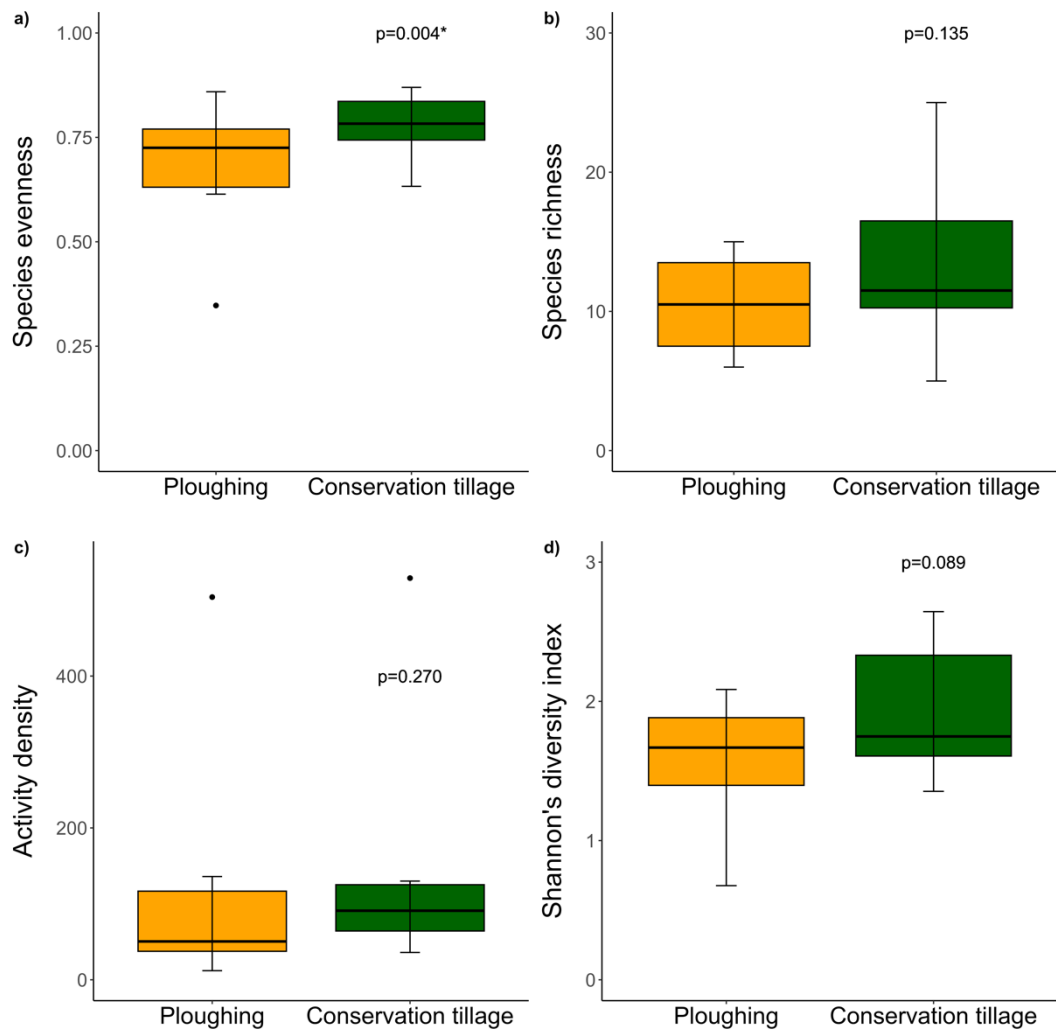 a)
1.00
p=0.004*
0.75
0.50
0.25
0.00
Species evenness
Ploughing Conservation tillage
b)
30
p=0.135
20
10
0
Species richness
Ploughing Conservation tillage
c)
400
p=0.270
200
0
Activity density
Ploughing Conservation tillage
d)
3
p=0.089
2
1
0
Shannon's diversity index
Ploughing Conservation tillage